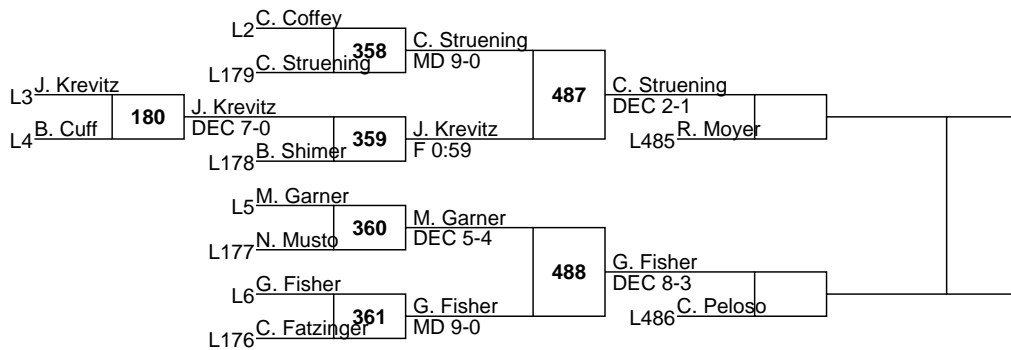 L2 C. Coffey
358
C. Struening
MD 9-0
L179 C. Struening
487
C. Struening
DEC 2-1
L3 J. Krevitz
180
J. Krevitz
DEC 7-0
L4 B. Cuff
359
J. Krevitz
F 0:59
L485 R. Moyer
L178 B. Shimer
L5 M. Garner
360
M. Garner
DEC 5-4
L177 N. Musto
488
G. Fisher
DEC 8-3
L6 G. Fisher
361
G. Fisher
MD 9-0
L486 C. Peloso
L176 C. Fatzinger